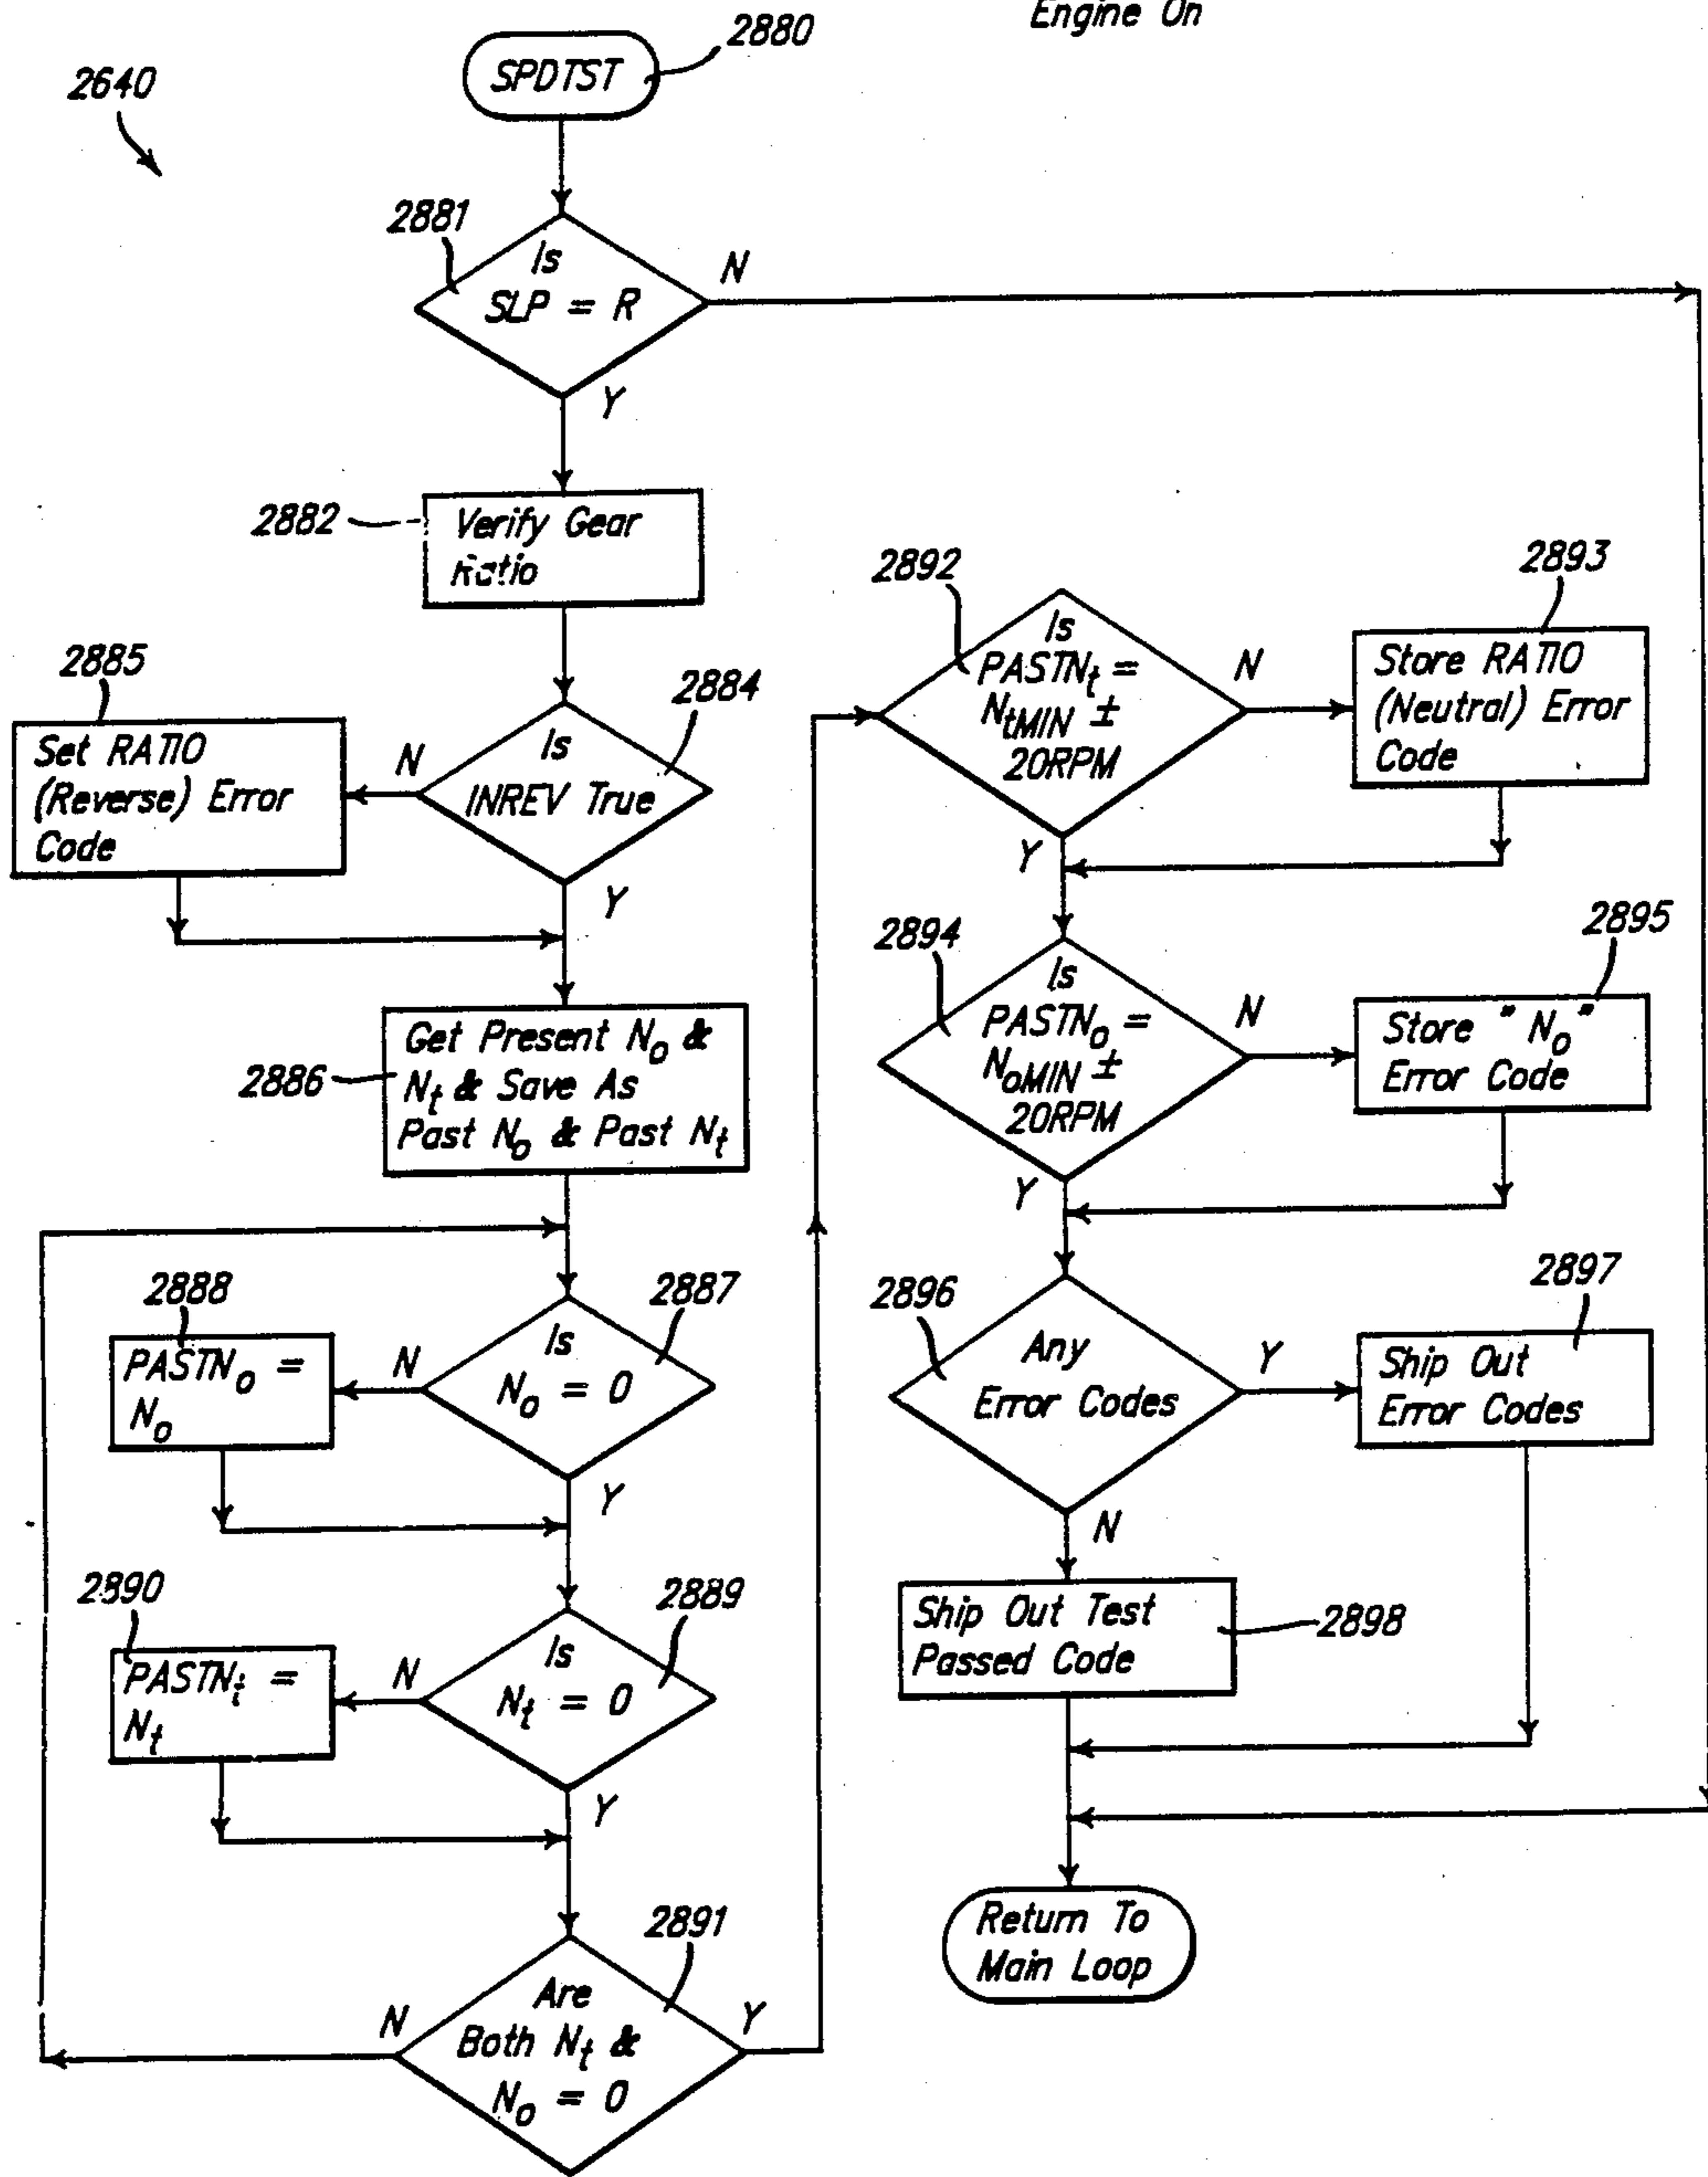 Engine On
2640
SPDTST
2880
2881
Is
SLP = R
N
Y
2882
Verify Gear
Ratio
2885
Set RATIO
(Reverse) Error
Code
N
2884
Is
INREV True
Y
2886
Get Present No &
Nt & Save As
Past No & Past Nt
2888
PASTNo =
No
N
2887
Is
No = 0
Y
2890
PASTNt =
Nt
N
2889
Is
Nt = 0
Y
2891
Are
Both Nt &
No = 0
N
Y
2892
Is
PASTNt =
NtMIN ±
20RPM
N
Y
2893
Store RATIO
(Neutral) Error
Code
2894
Is
PASTNo =
NoMIN ±
20RPM
N
Y
2895
Store "No"
Error Code
2896
Any
Error Codes
Y
N
2897
Ship Out
Error Codes
Ship Out Test
Passed Code
2898
Return To
Main Loop